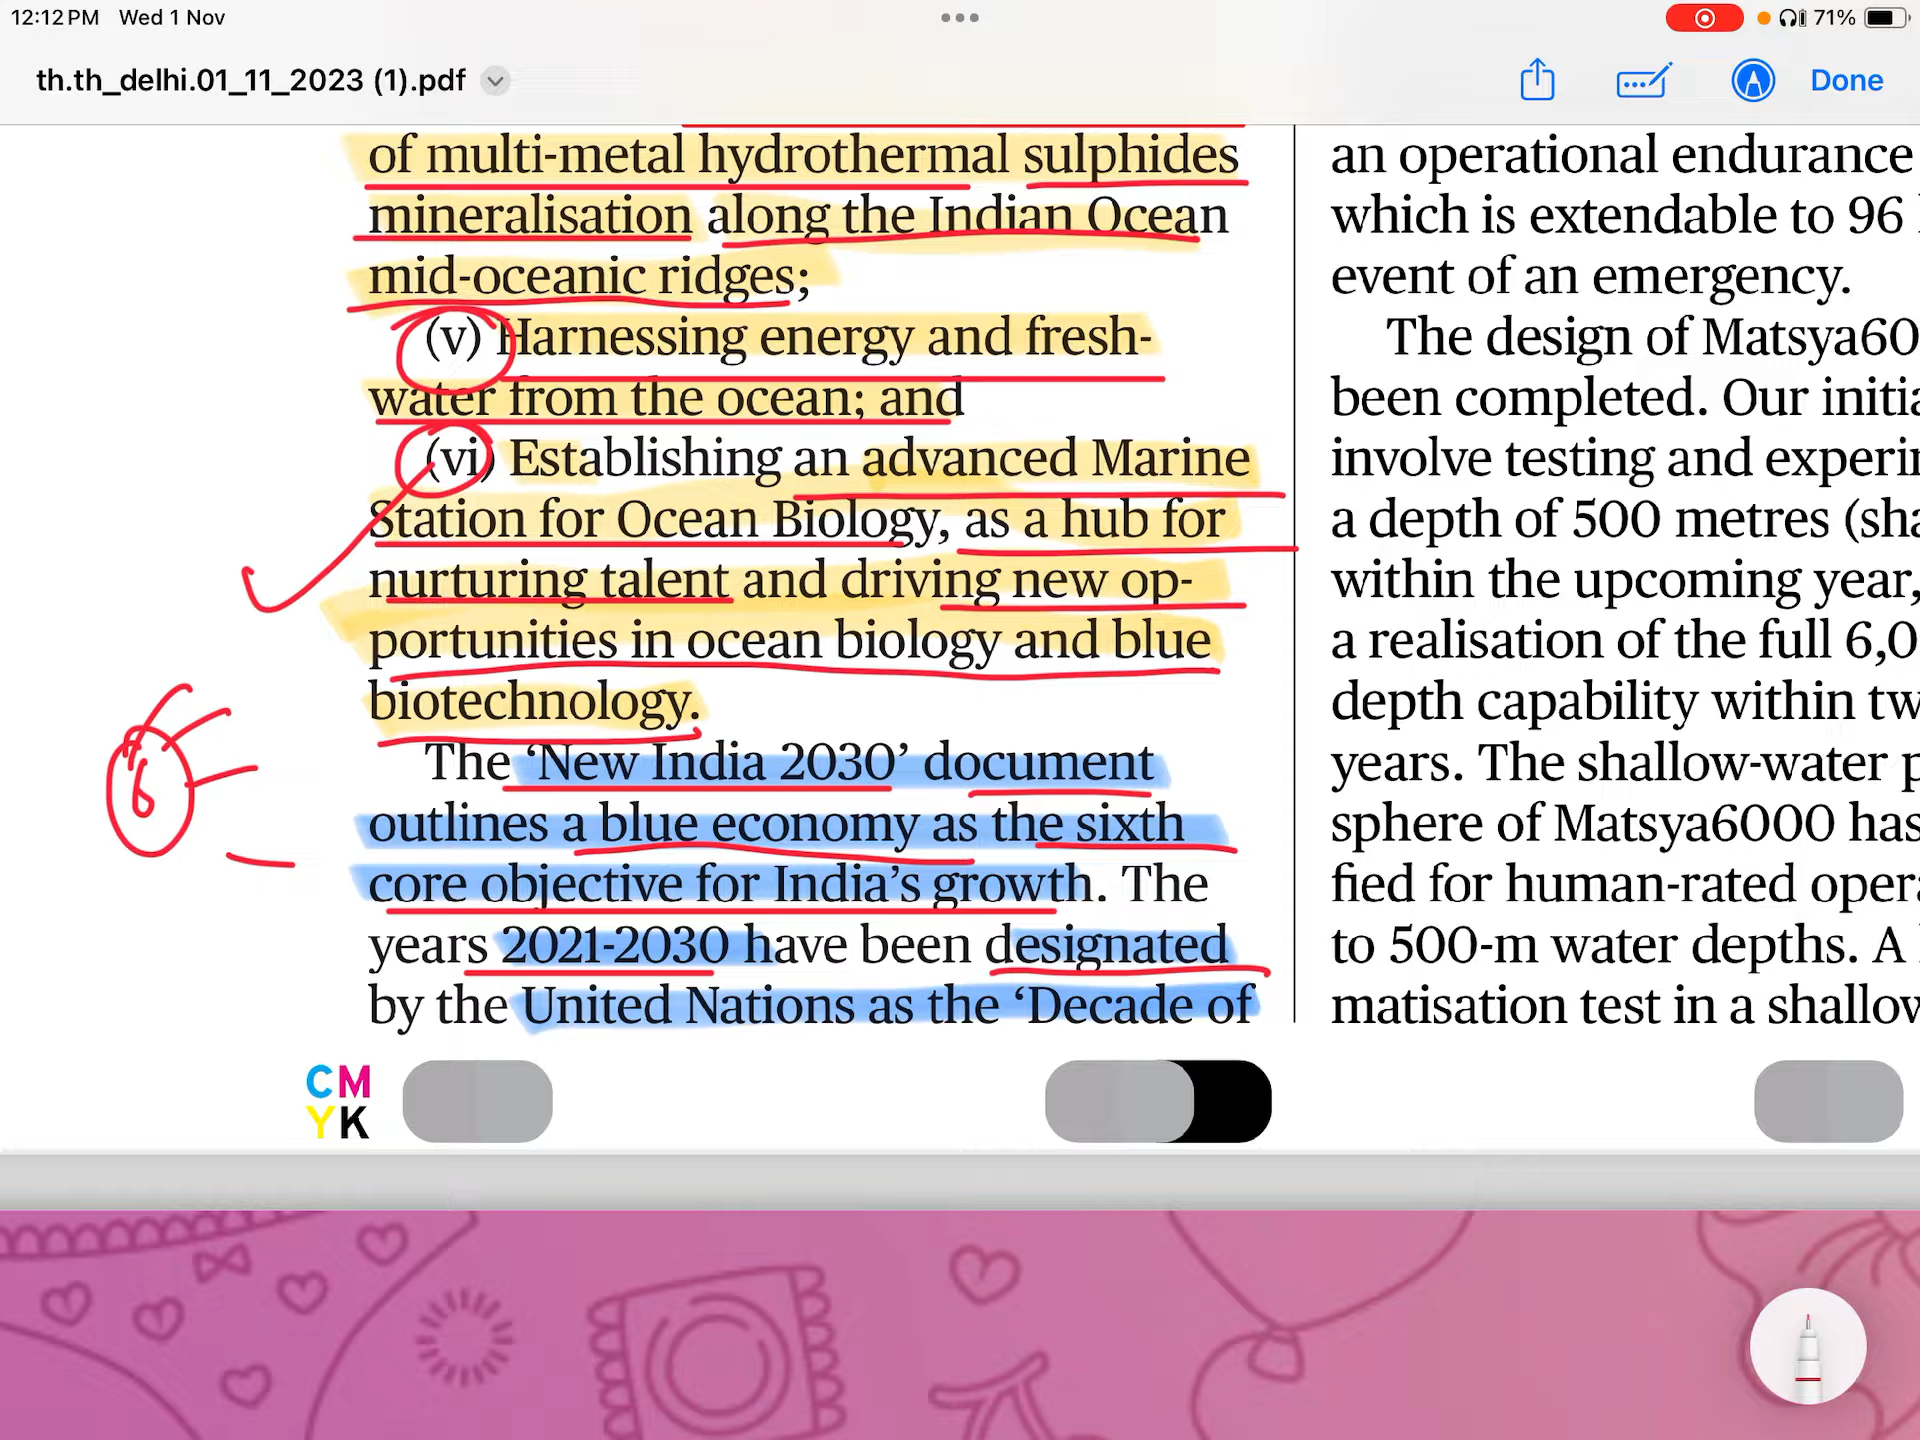 12:12 PM Wed 1 Nov
71%
th.th_delhi.01_11_2023 (1).pdf
Done
of multi-metal hydrothermal sulphides
mineralisation along the Indian Ocean
mid-oceanic ridges;
(v) Harnessing energy and fresh-
water from the ocean; and
(vi) Establishing an advanced Marine
Station for Ocean Biology, as a hub for
nurturing talent and driving new op-
portunities in ocean biology and blue
biotechnology.
The ‘New India 2030’ document
outlines a blue economy as the sixth
core objective for India’s growth. The
years 2021-2030 have been designated
by the United Nations as the ‘Decade of
6
an operational endurance
which is extendable to 96
event of an emergency.
The design of Matsya60
been completed. Our initia
involve testing and experin
a depth of 500 metres (sha
within the upcoming year,
a realisation of the full 6,0
depth capability within tw
years. The shallow-water p
sphere of Matsya6000 has
fied for human-rated opera
to 500-m water depths. A
matisation test in a shallow
CM
YK